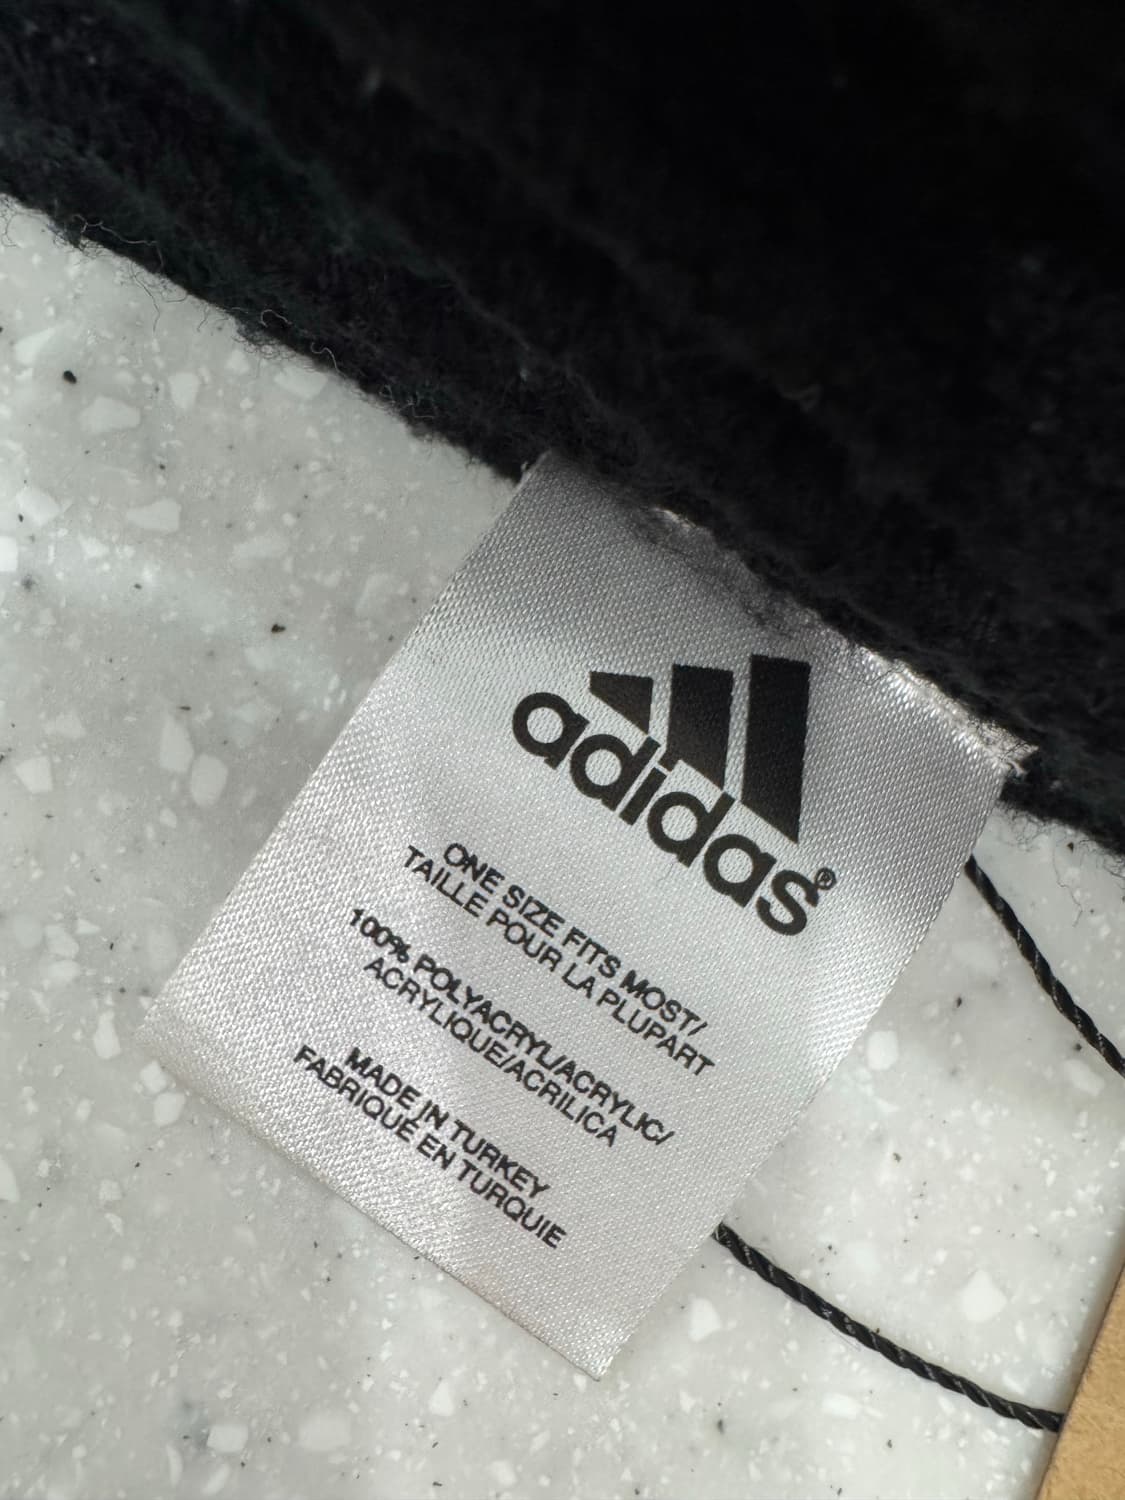 adidas®
ONE SIZE FITS MOST/
TAILLE POUR LA PLUPART
100% POLYACRYL/ACRYLIC/
ACRYLIQUE/ACRILICA
MADE IN TURKEY
FABRIQUÉ EN TURQUIE